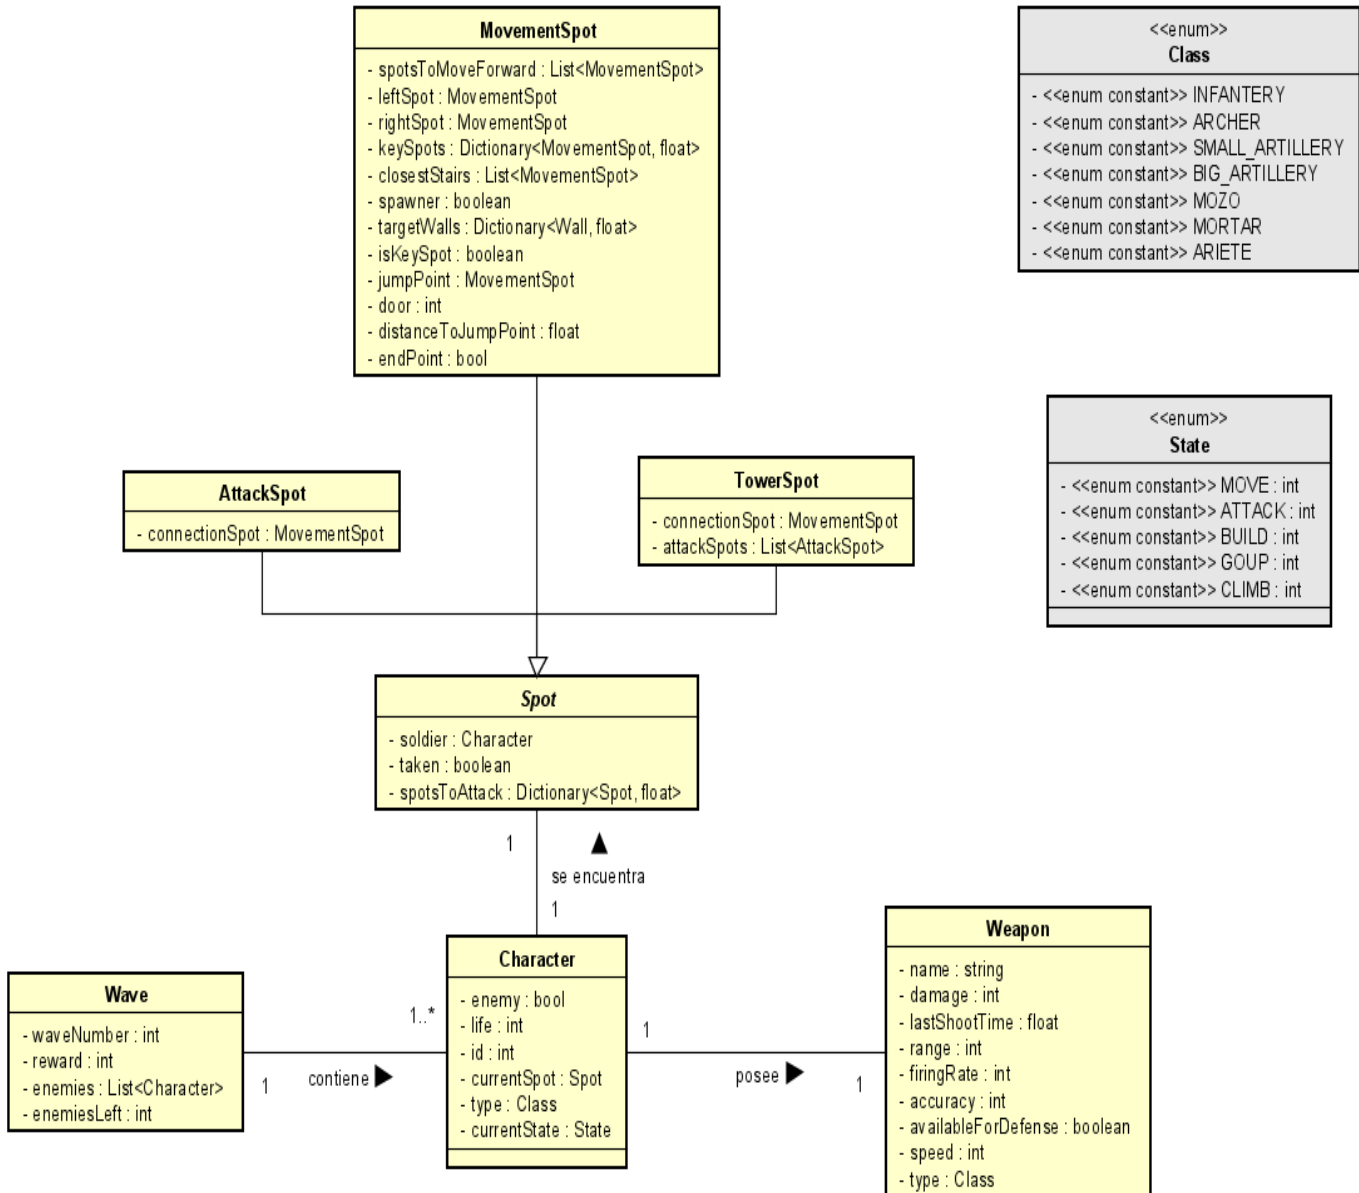 MovementSpot
- spotsToMoveForward : List<MovementSpot>
- leftSpot : MovementSpot
- rightSpot : MovementSpot
- keySpots : Dictionary<MovementSpot, float>
- closestStairs : List<MovementSpot>
- spawner : boolean
- targetWalls : Dictionary<Wall, float>
- isKeySpot : boolean
- jumpPoint : MovementSpot
- door : int
- distanceToJumpPoint : float
- endPoint : bool
<<enum>>
Class
- <<enum constant>> INFANTERY
- <<enum constant>> ARCHER
- <<enum constant>> SMALL_ARTILLERY
- <<enum constant>> BIG_ARTILLERY
- <<enum constant>> MOZO
- <<enum constant>> MORTAR
- <<enum constant>> ARIETE
<<enum>>
State
- <<enum constant>> MOVE : int
- <<enum constant>> ATTACK : int
- <<enum constant>> BUILD : int
- <<enum constant>> GOUP : int
- <<enum constant>> CLIMB : int
AttackSpot
- connectionSpot : MovementSpot
TowerSpot
- connectionSpot : MovementSpot
- attackSpots : List<AttackSpot>
Spot
- soldier : Character
- taken : boolean
- spotsToAttack : Dictionary<Spot, float>
1
se encuentra
1
Wave
- waveNumber : int
- reward : int
- enemies : List<Character>
- enemiesLeft : int
1
contiene
1..*
Character
- enemy : bool
- life : int
- id : int
- currentSpot : Spot
- type : Class
- currentState : State
1
posee
1
Weapon
- name : string
- damage : int
- lastShootTime : float
- range : int
- firingRate : int
- accuracy : int
- availableForDefense : boolean
- speed : int
- type : Class